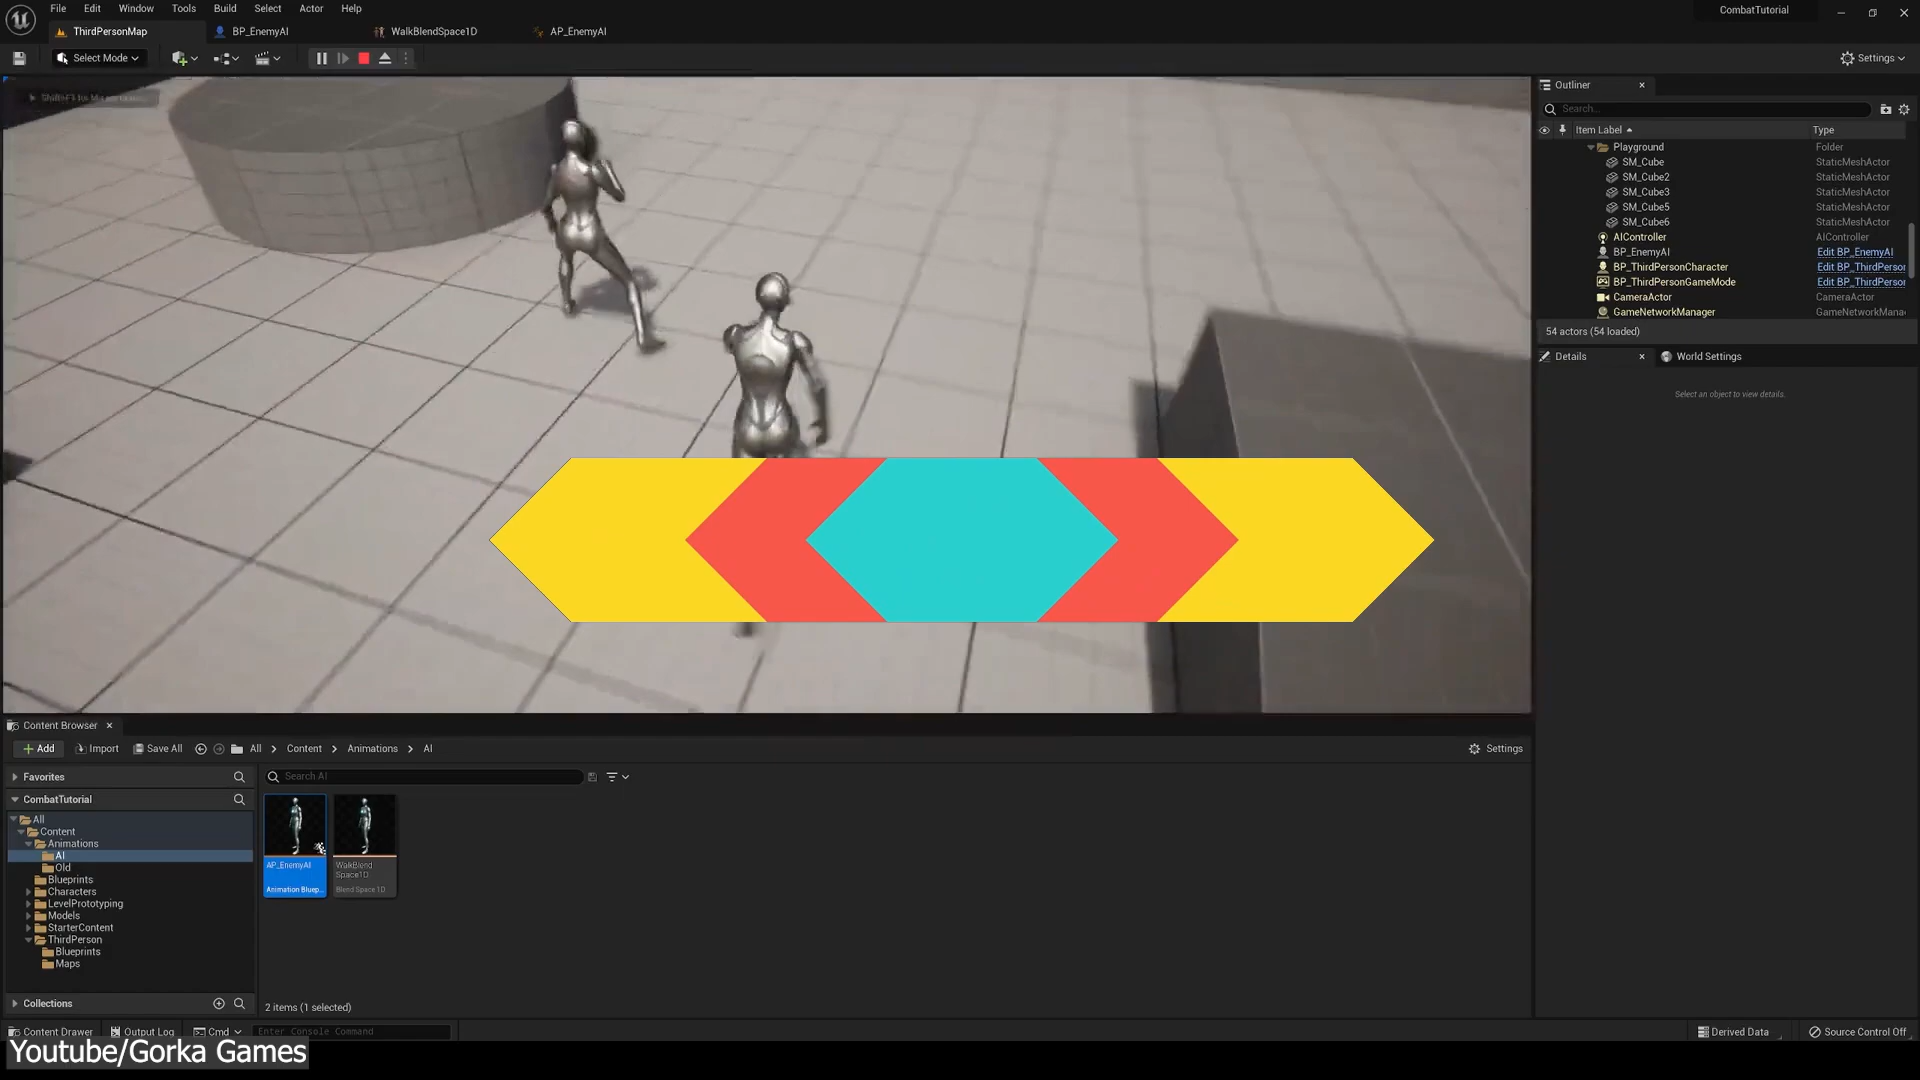 File Edit Window Tools Build Select Actor Help
CombatTutorial
ThirdPersonMap
BP_EnemyAI
WalkBlendSpace1D
AP_EnemyAI
Select Mode
Settings
Outliner
Search...
Item Label
Type
Playground Folder
SM_Cube StaticMeshActor
SM_Cube2 StaticMeshActor
SM_Cube3 StaticMeshActor
SM_Cube5 StaticMeshActor
SM_Cube6 StaticMeshActor
AIController AIController
BP_EnemyAI Edit BP_EnemyAI
BP_ThirdPersonCharacter Edit BP_ThirdPerson
BP_ThirdPersonGameMode Edit BP_ThirdPerson
CameraActor CameraActor
GameNetworkManager GameNetworkMana
54 actors (54 loaded)
Details
World Settings
Select an object to view details.
Content Browser
Add
Import
Save All
All > Content > Animations > AI
Settings
Favorites
Search AI
CombatTutorial
All
Content
Animations
AI
Old
Blueprints
Characters
LevelPrototyping
Models
StarterContent
ThirdPerson
Blueprints
Maps
AP_EnemyAI
Animation Bluep...
WalkBlend
Space1D
Blend Space 1D
Collections
2 items (1 selected)
Content Drawer
Output Log
Cmd
Enter Console Command
Derived Data
Source Control Off
Youtube/Gorka Games